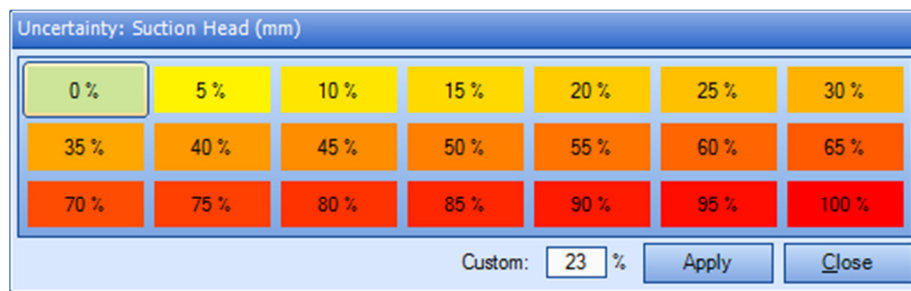 Uncertainty: Suction Head (mm)
0 % 5 % 10 % 15 % 20 % 25 % 30 %
35 % 40 % 45 % 50 % 55 % 60 % 65 %
70 % 75 % 80 % 85 % 90 % 95 % 100 %
Custom: 23 % Apply Close